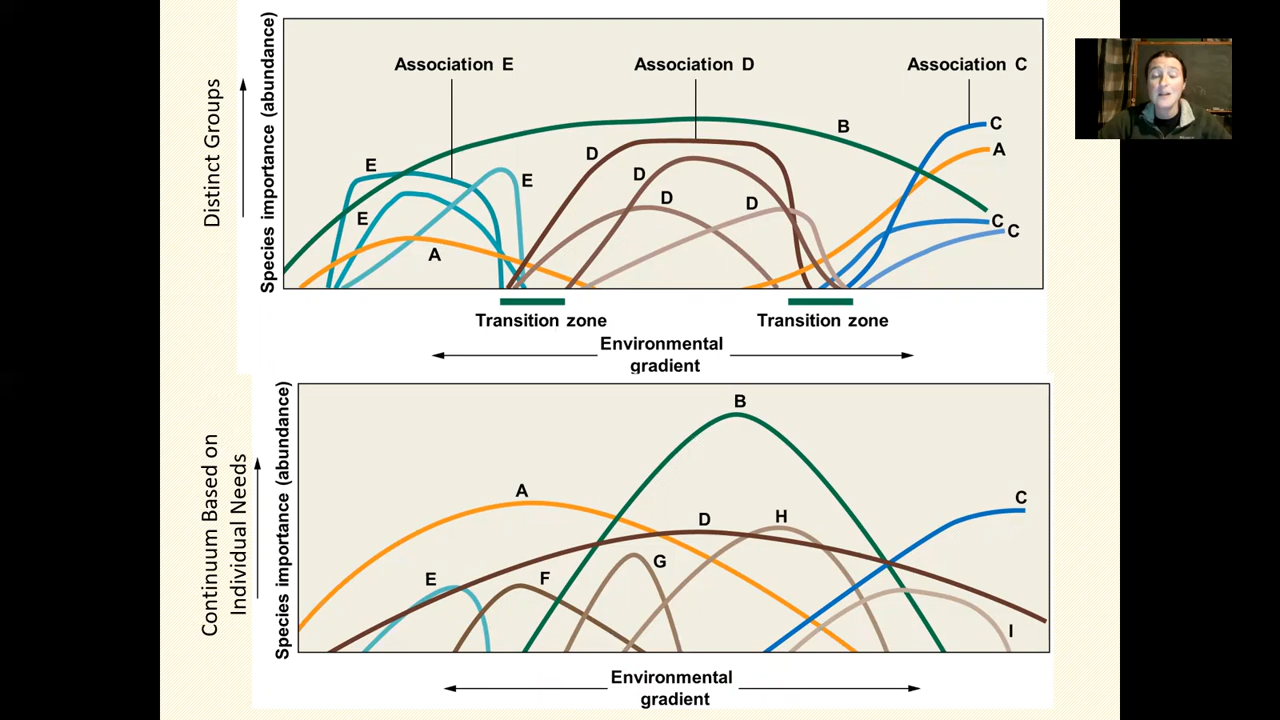 Distinct Groups
Species importance (abundance)
Association E
Association D
Association C
E
E
E
A
D
D
D
D
B
C
A
C
C
Transition zone
Transition zone
Environmental
gradient
Continuum Based on
Individual Needs
Species importance (abundance)
A
B
C
D
E
F
G
H
I
Environmental
gradient